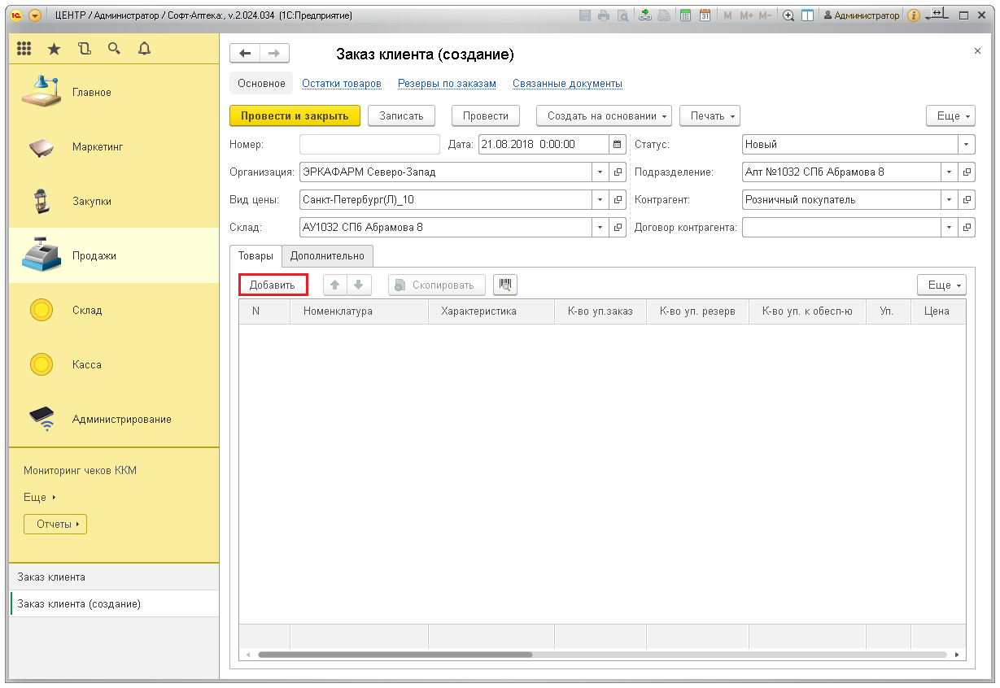 ЦЕНТР / Администратор / Софт-Аптека:, v.2.024.034 (1С:Предприятие)
M M+ M- Администратор
Заказ клиента (создание)
Основное Остатки товаров Резервы по заказам Связанные документы
Провести и закрыть Записать Провести Создать на основании Печать Еще
Номер: Дата: 21.08.2018 0:00:00 Статус: Новый
Организация: ЭРКАФАРМ Северо-Запад Подразделение: Апт №1032 СПб Абрамова 8
Вид цены: Санкт-Петербург(Л)_10 Контрагент: Розничный покупатель
Склад: АУ1032 СПб Абрамова 8 Договор контрагента:
Товары Дополнительно
Добавить Скопировать Еще
N Номенклатура Характеристика К-во уп.заказ К-во уп. резерв К-во уп. к обесп-ю Уп. Цена
Главное
Маркетинг
Закупки
Продажи
Склад
Касса
Администрирование
Мониторинг чеков ККМ
Еще
Отчеты
Заказ клиента
Заказ клиента (создание)